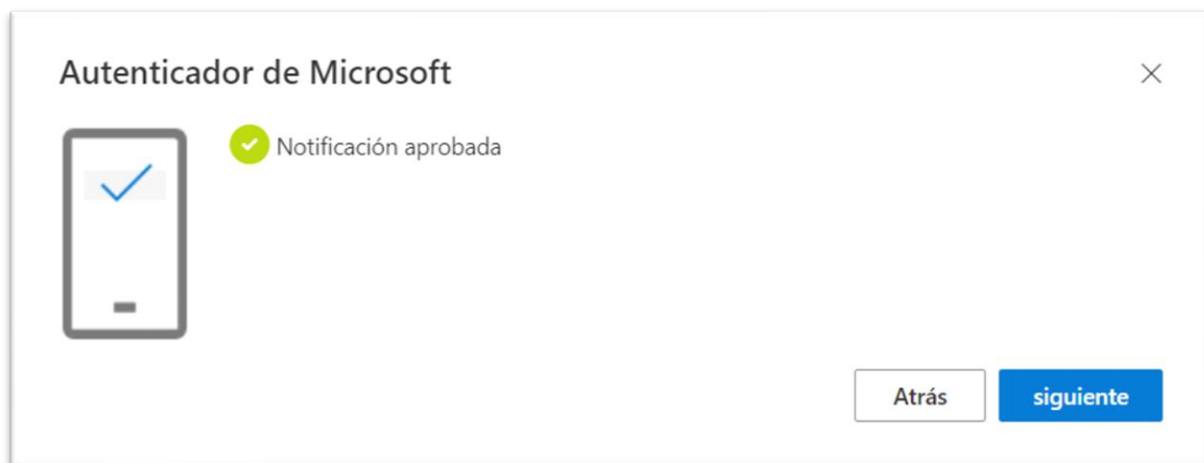 Autenticador de Microsoft
Notificación aprobada
Atrás siguiente